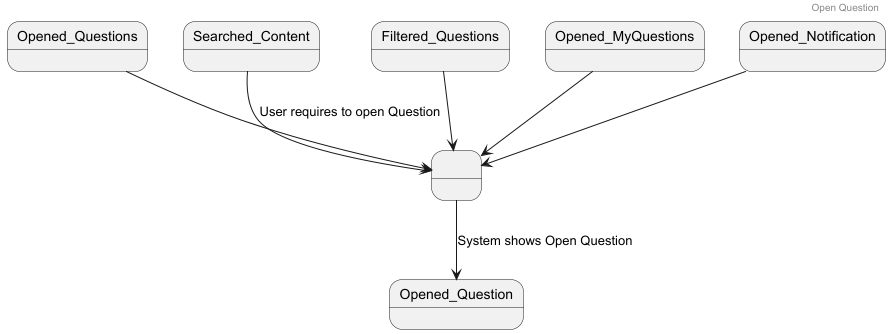 Open Question
Opened_Questions
Searched_Content
Filtered_Questions
Opened_MyQuestions
Opened_Notification
User requires to open Question
System shows Open Question
Opened_Question